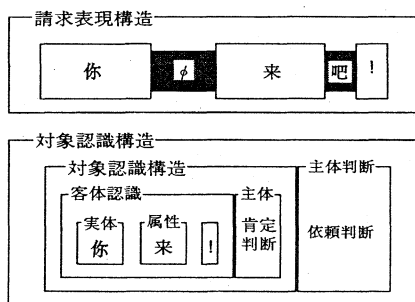 請求表現構造
你 φ 来 吧 !
対象認識構造
対象認識構造 主体判断
客体認識 主体
実体 属性 肯定 依頼判断
你 来 ! 判断